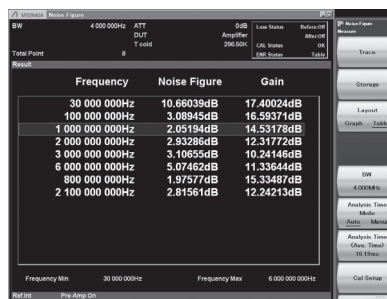 ANRITSU Noise Figure
BW 4 000 000Hz ATT 0dB Loss Status Before:Off
DUT Amplifier After:Off
T cold 296.50K CAL Status OK
Total Point 8 ENR Status Table
Result
Frequency Noise Figure Gain
30 000 000Hz 10.66039dB 17.40024dB
100 000 000Hz 3.08945dB 16.59371dB
1 000 000 000Hz 2.05194dB 14.53178dB
2 000 000 000Hz 2.93286dB 12.31772dB
3 000 000 000Hz 3.10655dB 10.24146dB
6 000 000 000Hz 5.07462dB 11.33644dB
800 000 000Hz 1.97577dB 15.33487dB
2 100 000 000Hz 2.81561dB 12.24213dB
Frequency Min 30 000 000Hz Frequency Max 6 000 000 000Hz
Ref.Int Pre-Amp On
Noise Figure
Measure
Trace
Storage
Layout
Graph Table
BW
4.000MHz
Analysis Time
Mode
Auto Manu
Analysis Time
(Ave. Time)
16.19ms
Cal Setup